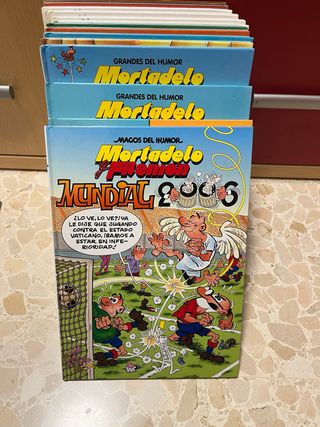 GRANDES DEL HUMOR
Mortadelo
GRANDES DEL HUMOR
Mortadelo
MAGOS DEL HUMOR
Mortadelo
y Filemón
MUNDIAL 2006
¿LO VE, LO VE? ¡YA
LE DIJE QUE JUGANDO
CONTRA EL ESTADO
VATICANO, ÍBAMOS A
ESTAR EN INFE-
RIORIDAD!